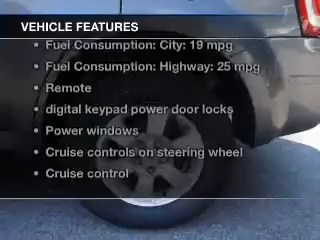 VEHICLE FEATURES
• Fuel Consumption: City: 19 mpg
• Fuel Consumption: Highway: 25 mpg
• Remote
• digital keypad power door locks
• Power windows
• Cruise controls on steering wheel
• Cruise control